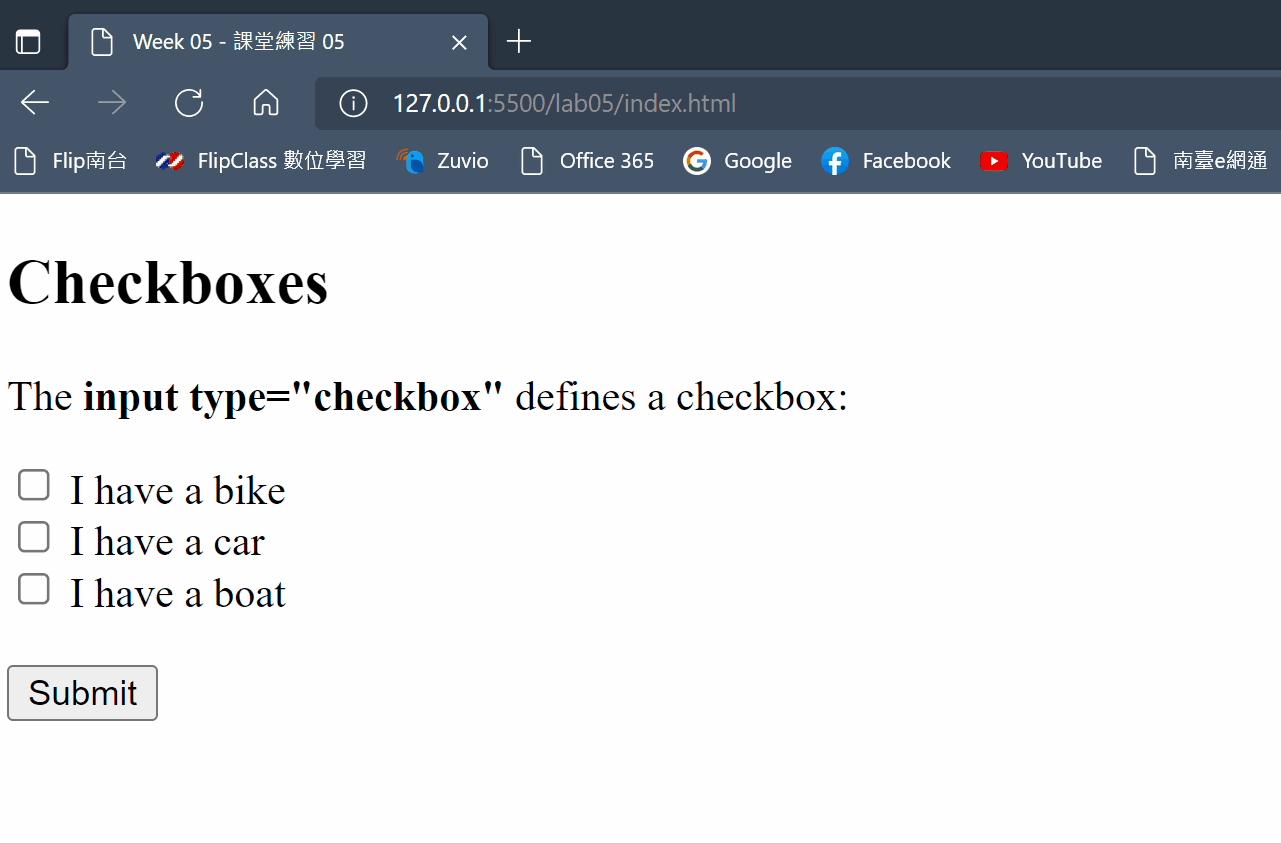 Week 05 - 課堂練習 05
127.0.0.1:5500/lab05/index.html
Flip南台 FlipClass 數位學習 Zuvio Office 365 Google Facebook YouTube 南臺e網通
Checkboxes
The input type="checkbox" defines a checkbox:
I have a bike
I have a car
I have a boat
Submit